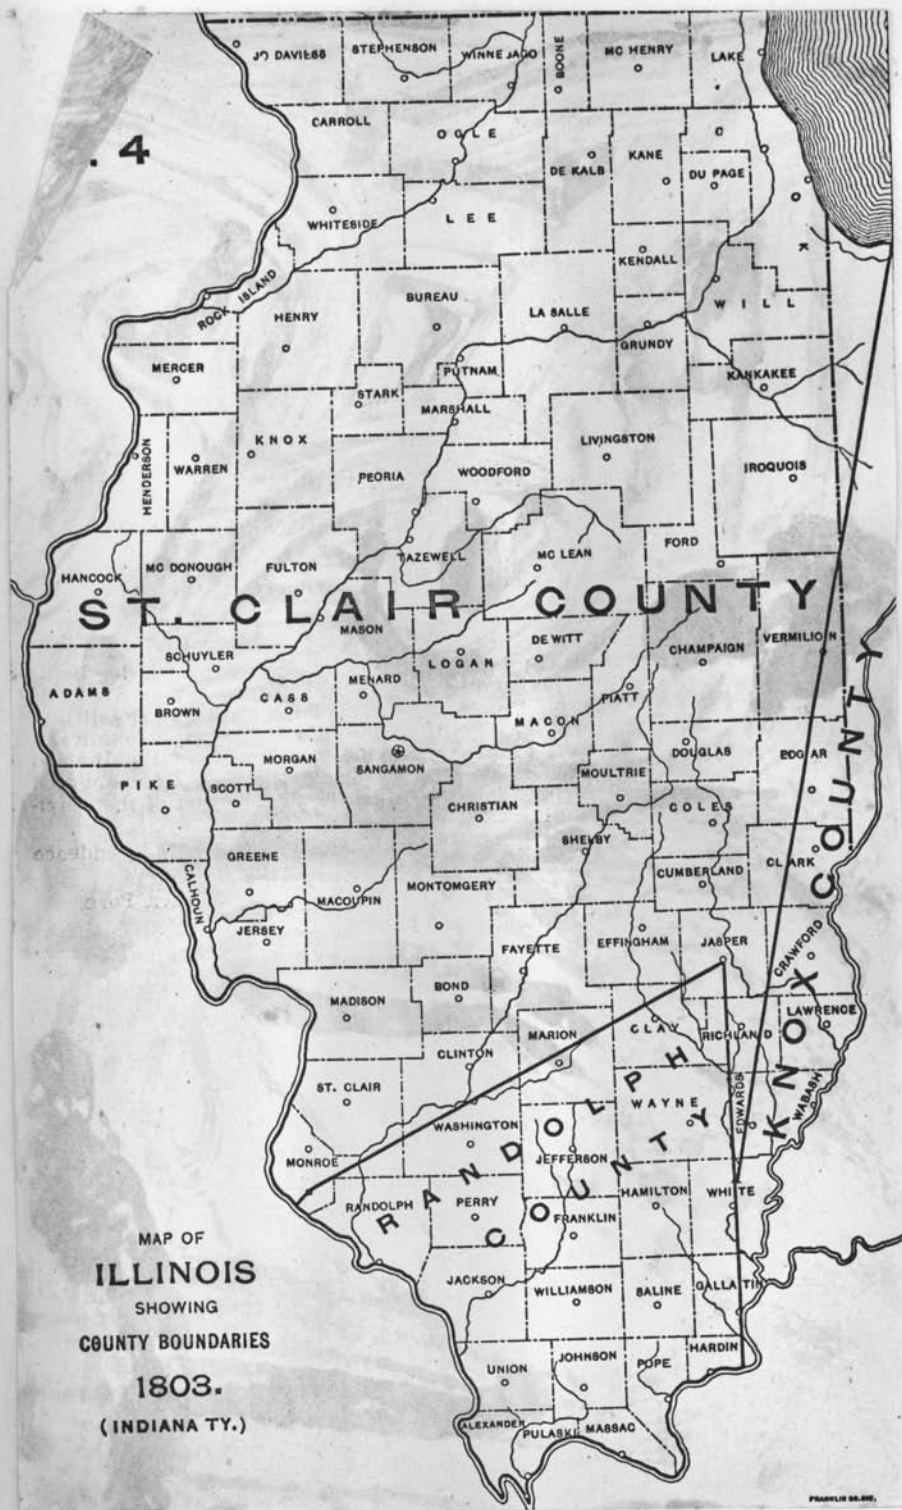 . 4
JO DAVIESS
STEPHENSON
WINNEBAGO
BOONE
MC HENRY
LAKE
CARROLL
OGLE
DE KALB
KANE
COOK
DU PAGE
WHITESIDE
LEE
KENDALL
ROCK ISLAND
HENRY
BUREAU
LA SALLE
GRUNDY
WILL
MERCER
STARK
PUTNAM
MARSHALL
KANKAKEE
HENDERSON
WARREN
KNOX
PEORIA
WOODFORD
LIVINGSTON
IROQUOIS
HANCOCK
MC DONOUGH
FULTON
TAZEWELL
MC LEAN
FORD
ST. CLAIR COUNTY
SCHUYLER
MASON
LOGAN
DE WITT
CHAMPAIGN
VERMILION
ADAMS
BROWN
CASS
MENARD
MACON
PIATT
PIKE
SCOTT
MORGAN
SANGAMON
CHRISTIAN
MOULTRIE
DOUGLAS
EDGAR
COLES
CALHOUN
GREENE
MACOUPIN
MONTOMGERY
SHELBY
CUMBERLAND
CLARK
JERSEY
FAYETTE
EFFINGHAM
JASPER
CRAWFORD
MADISON
BOND
MARION
CLAY
RICHLAND
LAWRENCE
KNOX COUNTY
CLINTON
ST. CLAIR
WASHINGTON
WAYNE
EDWARDS
WABASH
MONROE
JEFFERSON
RANDOLPH COUNTY
RANDOLPH
PERRY
FRANKLIN
HAMILTON
WHITE
JACKSON
WILLIAMSON
SALINE
GALLATIN
UNION
JOHNSON
POPE
HARDIN
ALEXANDER
PULASKI
MASSAC
MAP OF
ILLINOIS
SHOWING
COUNTY BOUNDARIES
1803.
(INDIANA TY.)